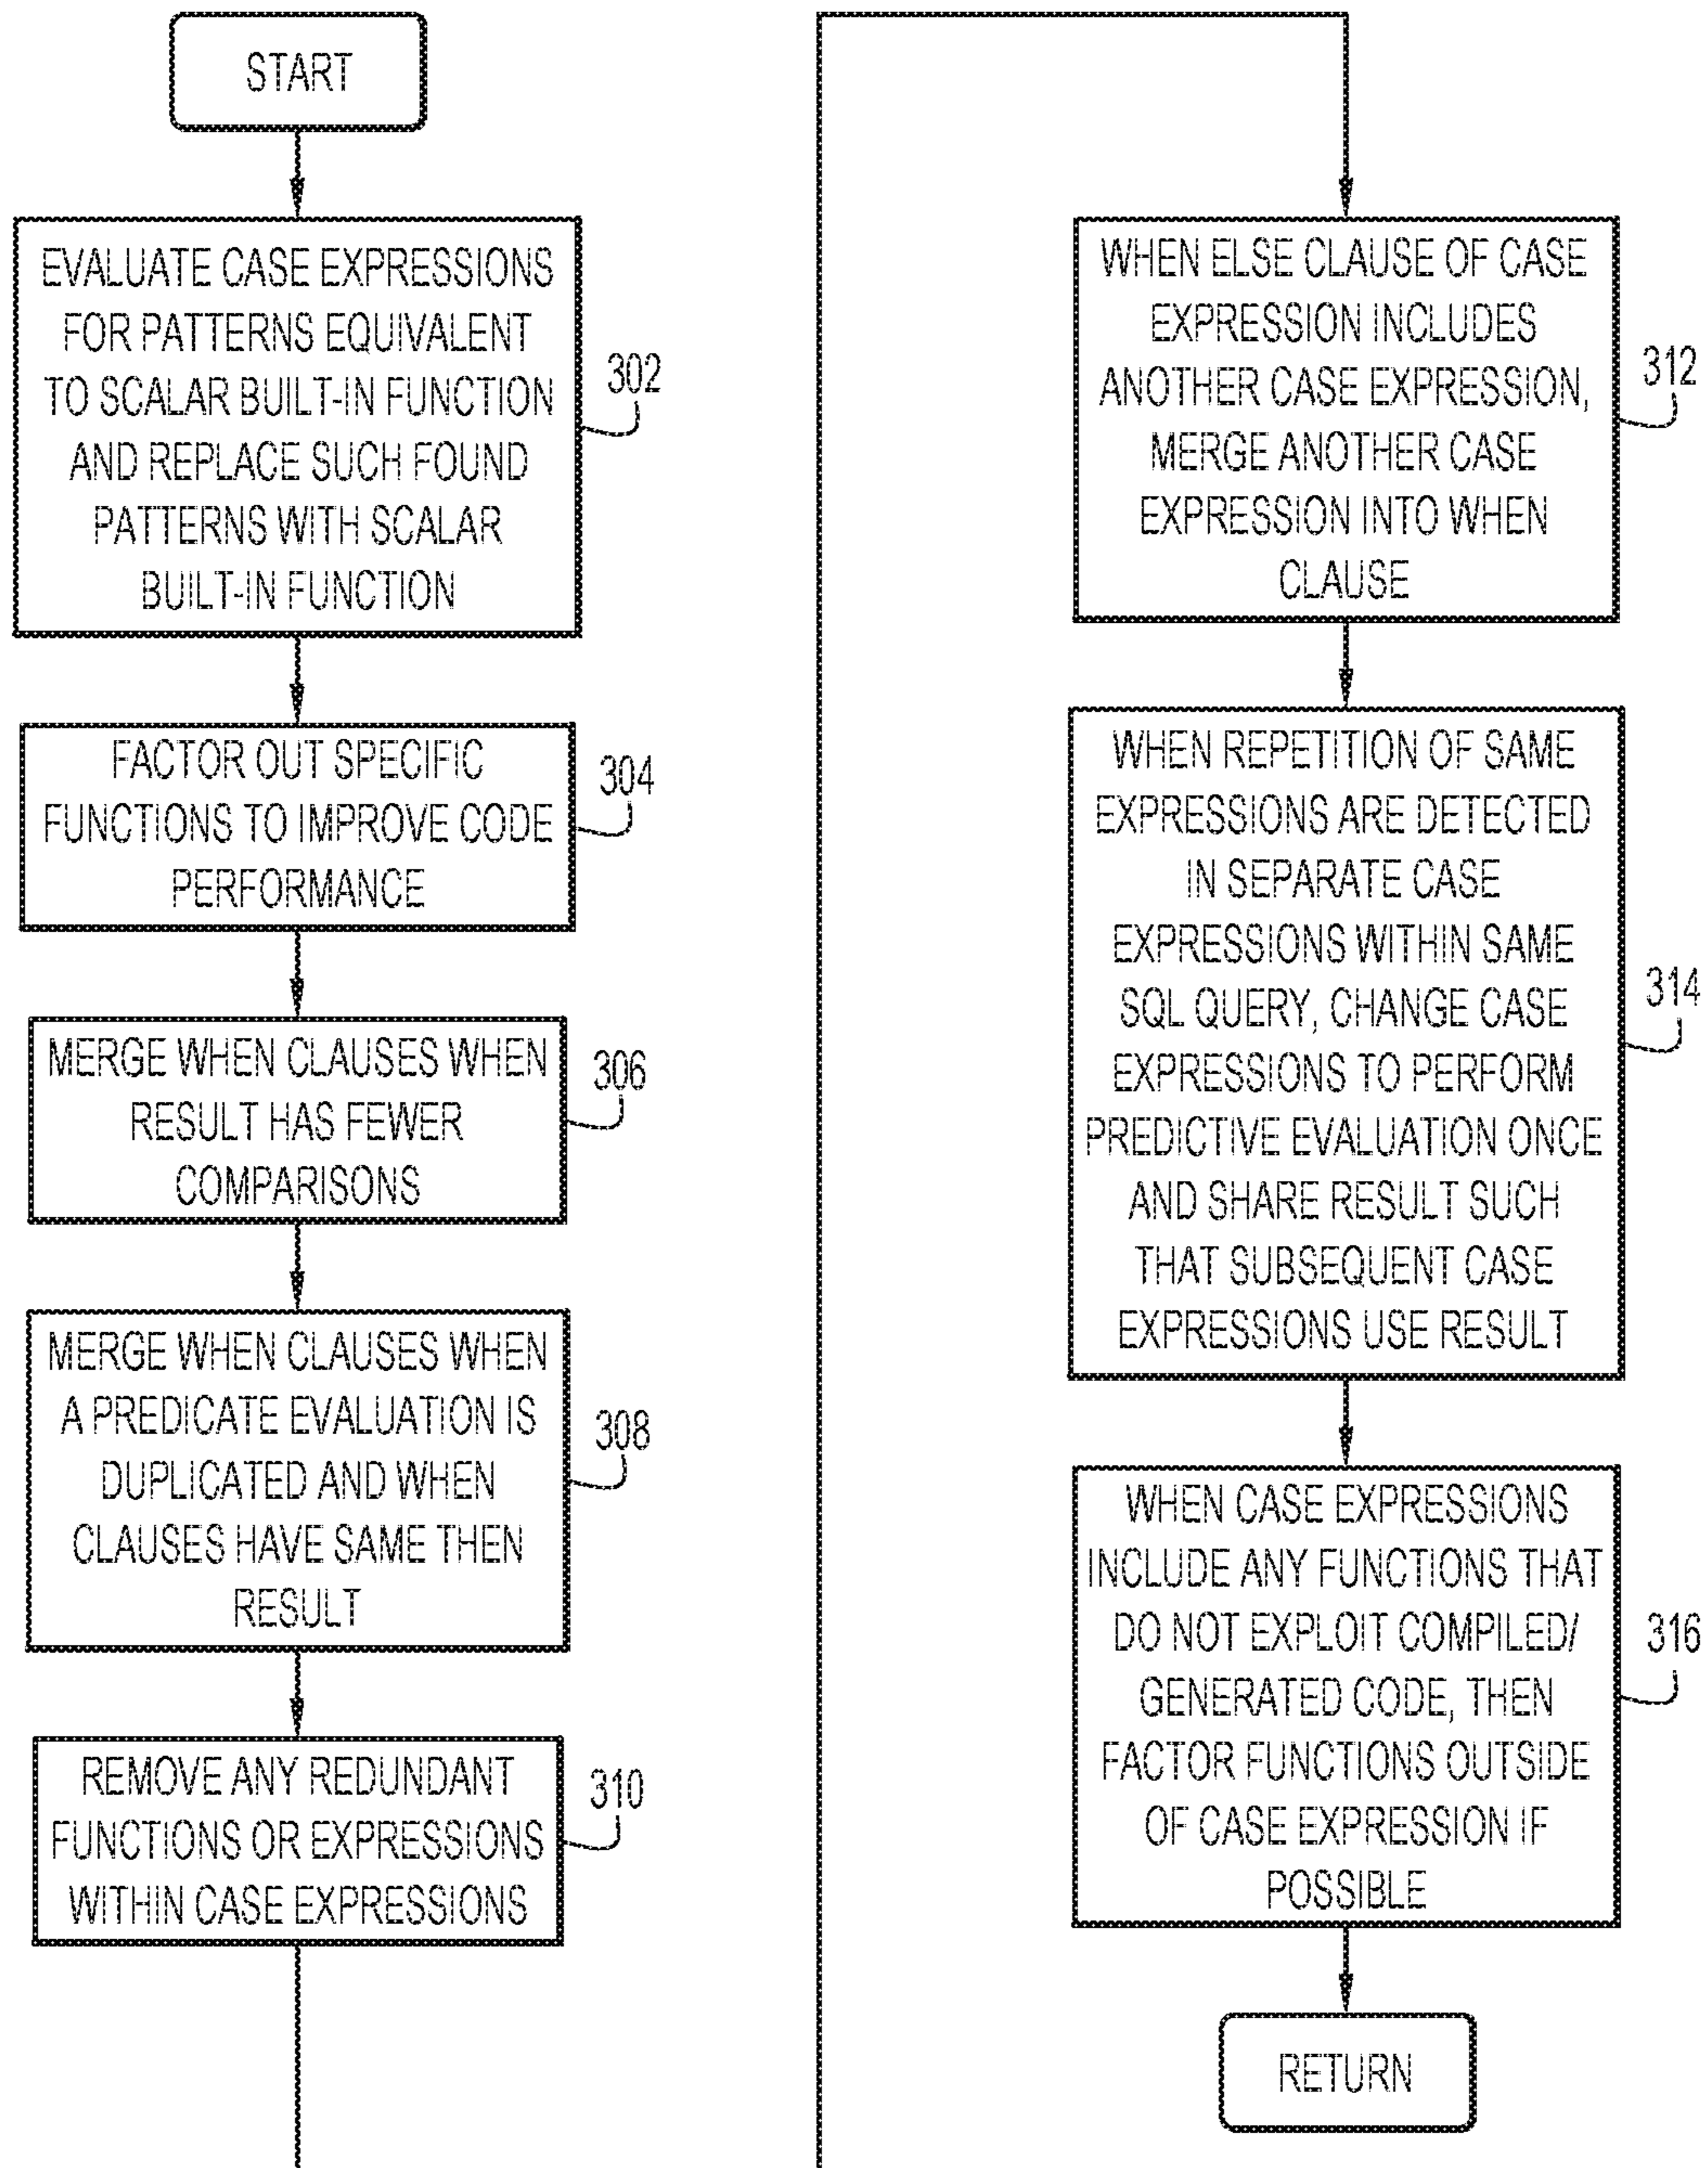 START
EVALUATE CASE EXPRESSIONS
FOR PATTERNS EQUIVALENT
TO SCALAR BUILT-IN FUNCTION
AND REPLACE SUCH FOUND
PATTERNS WITH SCALAR
BUILT-IN FUNCTION
302
FACTOR OUT SPECIFIC
FUNCTIONS TO IMPROVE CODE
PERFORMANCE
304
MERGE WHEN CLAUSES WHEN
RESULT HAS FEWER
COMPARISONS
306
MERGE WHEN CLAUSES WHEN
A PREDICATE EVALUATION IS
DUPLICATED AND WHEN
CLAUSES HAVE SAME THEN
RESULT
308
REMOVE ANY REDUNDANT
FUNCTIONS OR EXPRESSIONS
WITHIN CASE EXPRESSIONS
310
WHEN ELSE CLAUSE OF CASE
EXPRESSION INCLUDES
ANOTHER CASE EXPRESSION,
MERGE ANOTHER CASE
EXPRESSION INTO WHEN
CLAUSE
312
WHEN REPETITION OF SAME
EXPRESSIONS ARE DETECTED
IN SEPARATE CASE
EXPRESSIONS WITHIN SAME
SQL QUERY, CHANGE CASE
EXPRESSIONS TO PERFORM
PREDICTIVE EVALUATION ONCE
AND SHARE RESULT SUCH
THAT SUBSEQUENT CASE
EXPRESSIONS USE RESULT
314
WHEN CASE EXPRESSIONS
INCLUDE ANY FUNCTIONS THAT
DO NOT EXPLOIT COMPILED/
GENERATED CODE, THEN
FACTOR FUNCTIONS OUTSIDE
OF CASE EXPRESSION IF
POSSIBLE
316
RETURN